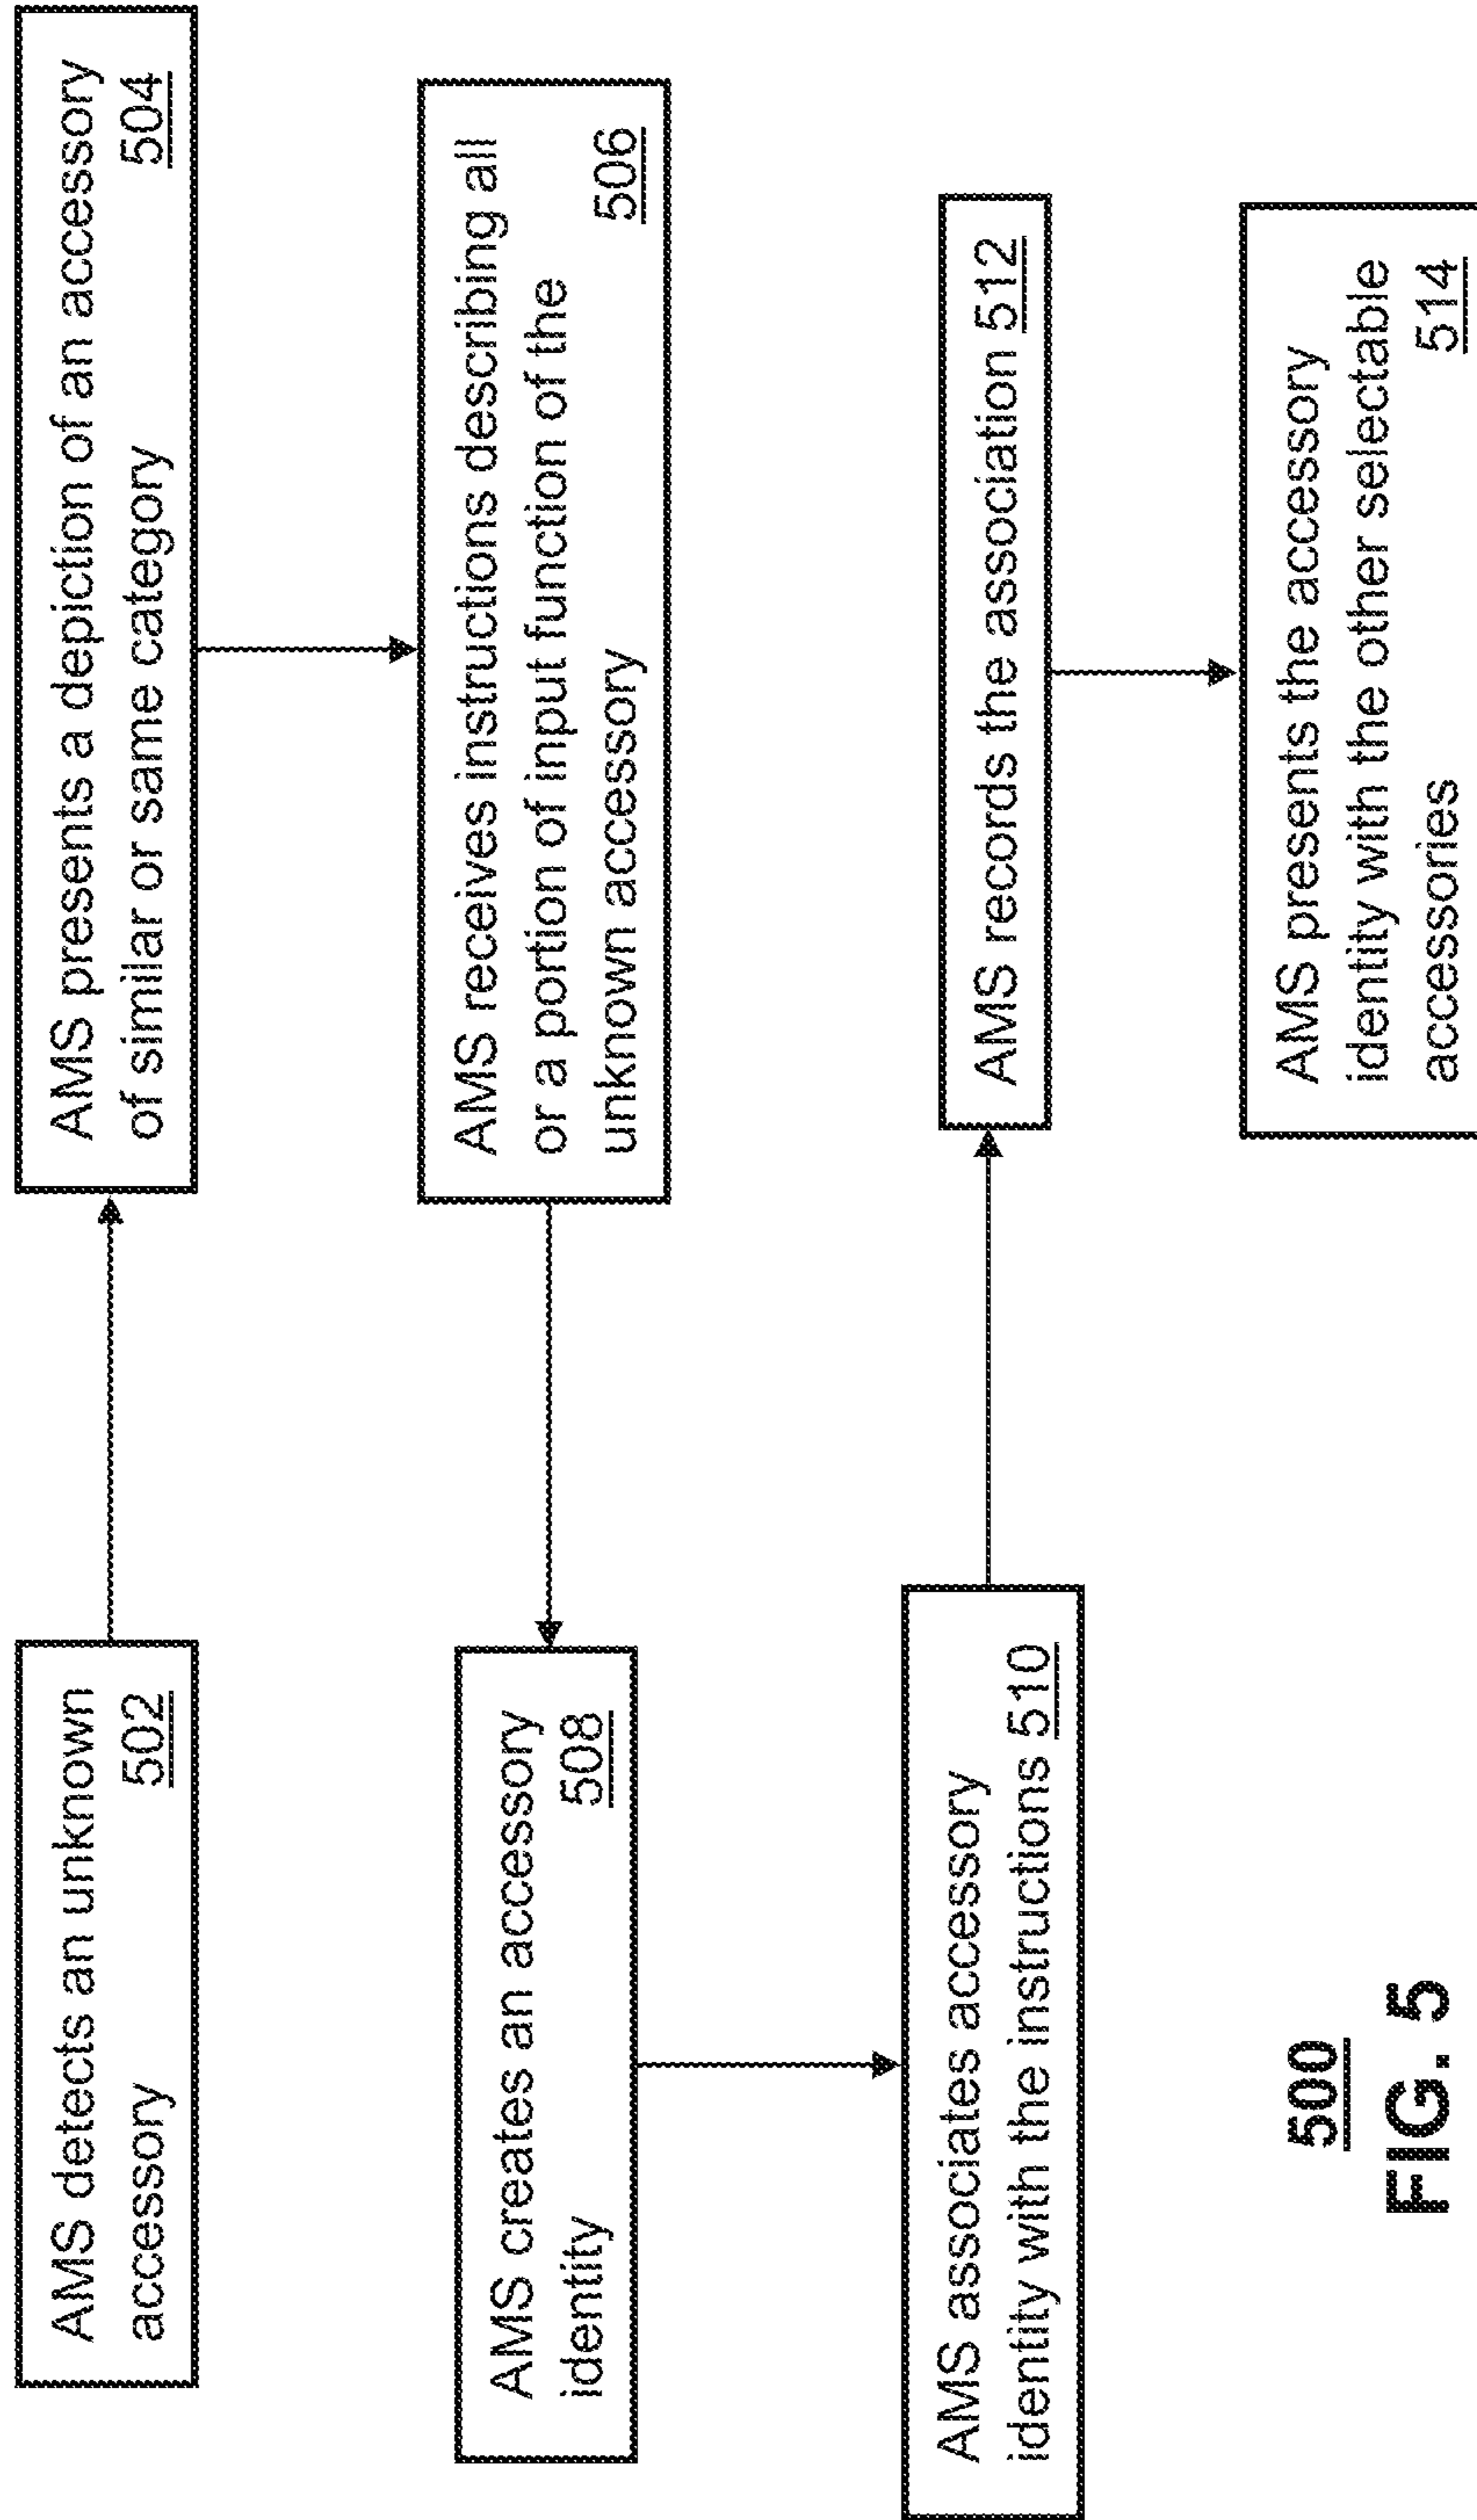 AMS detects an unknown
accessory 502
AMS presents a depiction of an accessory
of similar or same category 504
AMS receives instructions describing all
or a portion of input function of the
unknown accessory 506
AMS creates an accessory
identity 508
AMS associates accessory
identity with the instructions 510
AMS records the association 512
AMS presents the accessory
identity with the other selectable
accessories 514
500
FIG. 5